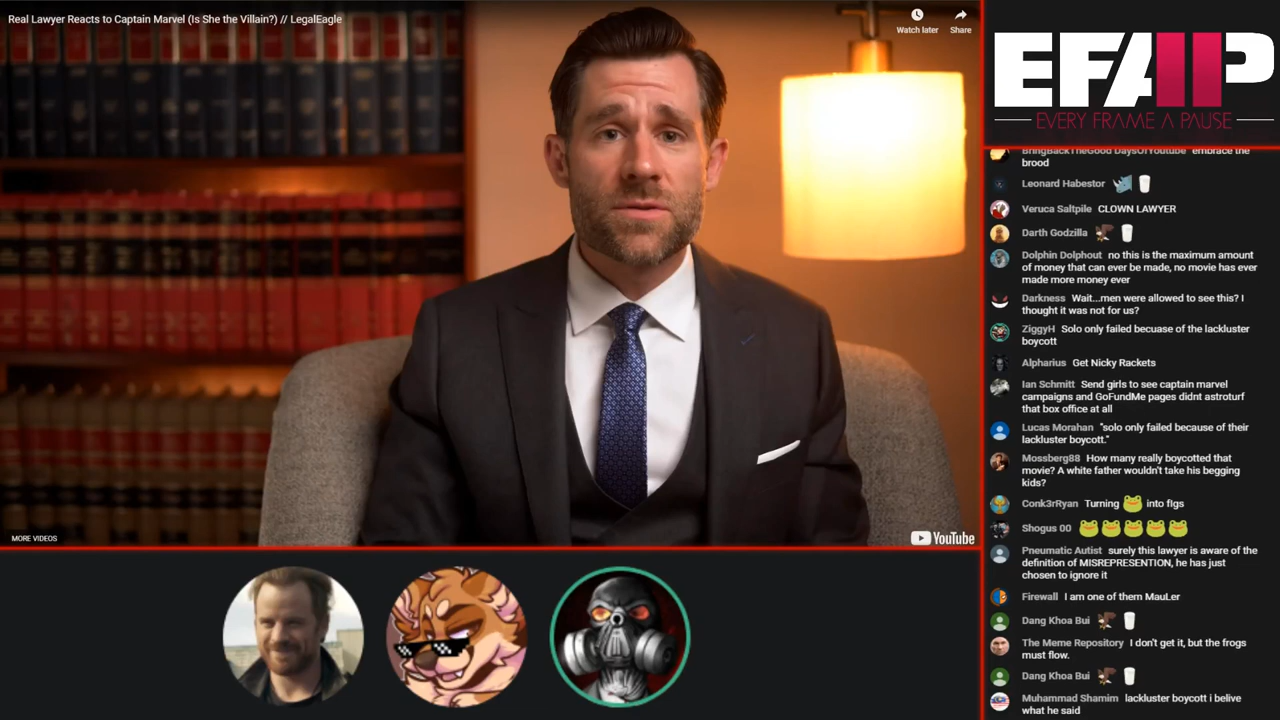 Real Lawyer Reacts to Captain Marvel (Is She the Villain?) // LegalEagle
Watch later
Share
MORE VIDEOS
YouTube
EFAP
EVERY FRAME A PAUSE
BringBackTheGood DaysOfYoutube embrace the
brood
Leonard Habestor
Veruca Saltpile CLOWN LAWYER
Darth Godzilla
Dolphin Dolphout no this is the maximum amount
of money that can ever be made, no movie has ever
made more money ever
Darkness Wait...men were allowed to see this? I
thought it was not for us?
ZiggyH Solo only failed becuase of the lackluster
boycott
Alpharius Get Nicky Rackets
Ian Schmitt Send girls to see captain marvel
campaigns and GoFundMe pages didnt astroturf
that box office at all
Lucas Morahan "solo only failed because of their
lackluster boycott."
Mossberg88 How many really boycotted that
movie? A white father wouldn't take his begging
kids?
Conk3rRyan Turning 🐸 into figs
Shogus 00 🐸🐸🐸🐸🐸
Pneumatic Autist surely this lawyer is aware of the
definition of MISREPRESENTION, he has just
chosen to ignore it
Firewall I am one of them MauLer
Dang Khoa Bui
The Meme Repository I don't get it, but the frogs
must flow.
Dang Khoa Bui
Muhammad Shamim lackluster boycott i belive
what he said